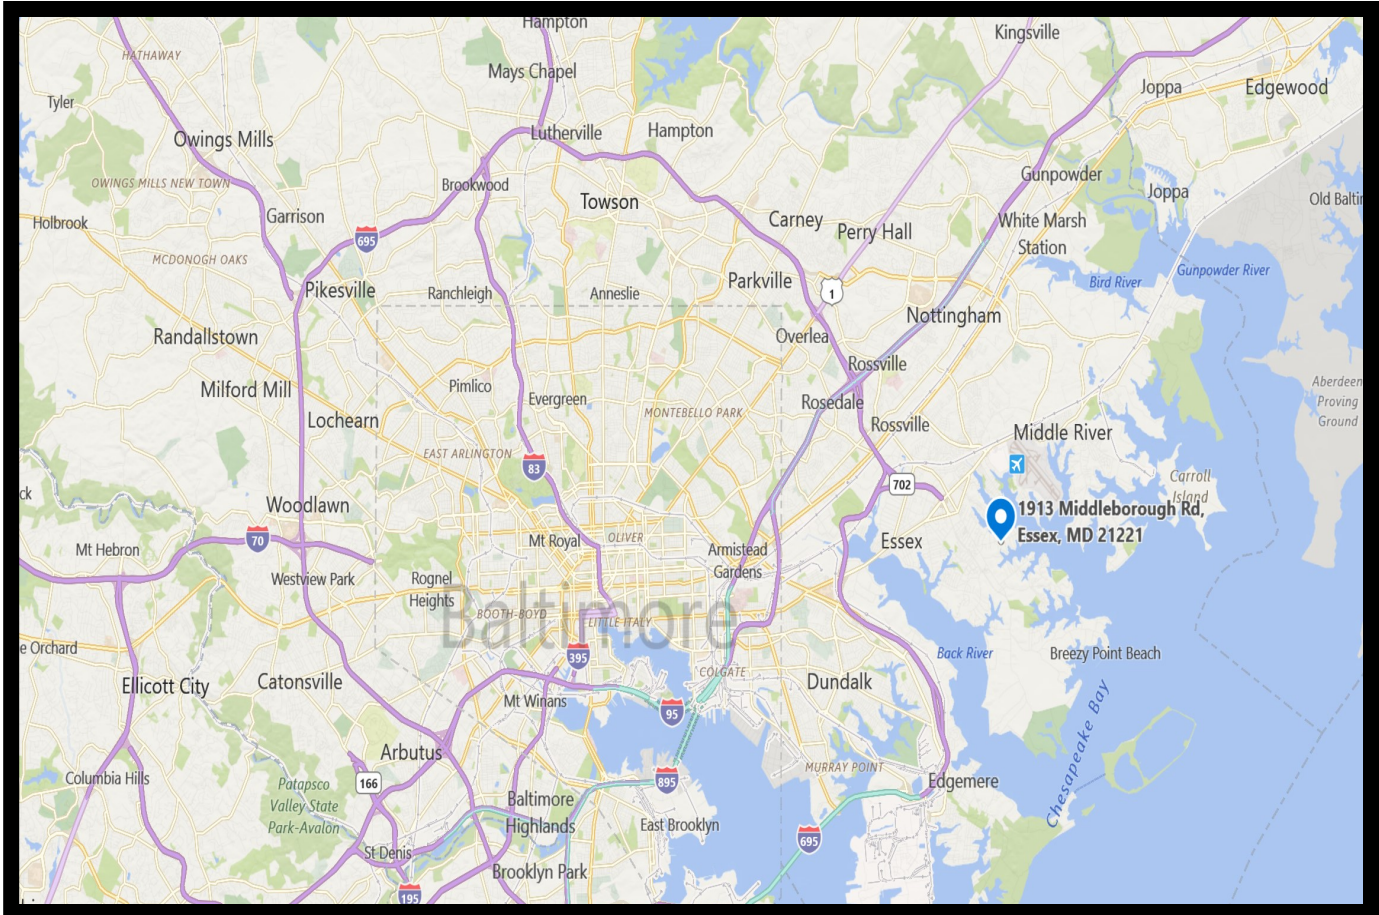 Hampton
Kingsville
HATHAWAY
Mays Chapel
Joppa
Edgewood
Tyler
Owings Mills
Lutherville
Hampton
OWINGS MILLS NEW TOWN
Brookwood
Gunpowder
Joppa
Towson
Old Baltir
Holbrook
Garrison
Carney
Perry Hall
White Marsh
Station
695
MCDONOGH OAKS
Gunpowder River
Bird River
Pikesville
Ranchleigh
Anneslie
Parkville
1
Nottingham
Randallstown
Overlea
Rossville
Milford Mill
Pimlico
Evergreen
Aberdeen
Proving
Ground
Lochearn
MONTEBELLO PARK
Rosedale
Rossville
Middle River
EAST ARLINGTON
83
702
Carroll
Island
ck
Woodlawn
1913 Middleborough Rd,
Essex, MD 21221
70
Mt Hebron
Mt Royal
OLIVER
Armistead
Gardens
Essex
Westview Park
Rognel
Heights
Baltimore
BOOTH-BOYD
LITTLE ITALY
e Orchard
395
Back River
Breezy Point Beach
COLGATE
Ellicott City
Catonsville
Dundalk
Mt Winans
95
Chesapeake Bay
Arbutus
MURRAY POINT
Columbia Hills
166
895
Edgemere
Patapsco
Valley State
Park-Avalon
Baltimore
Highlands
East Brooklyn
695
St Denis
Brooklyn Park
195